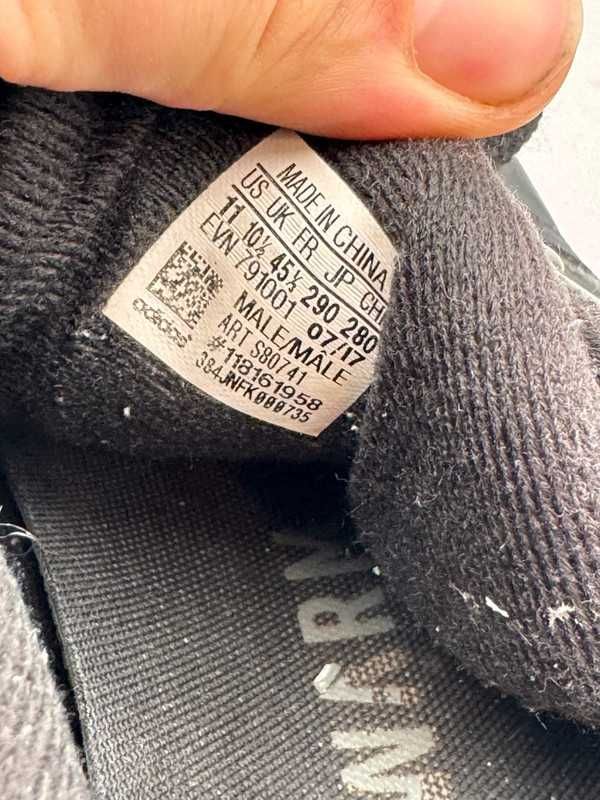 MADE IN CHINA
US UK FR JP CH
11 10½ 45⅓ 290 280
EVN 791001 07/17
MALE/MALE
ART S80741
#118161958
384JNFK000735
adidas